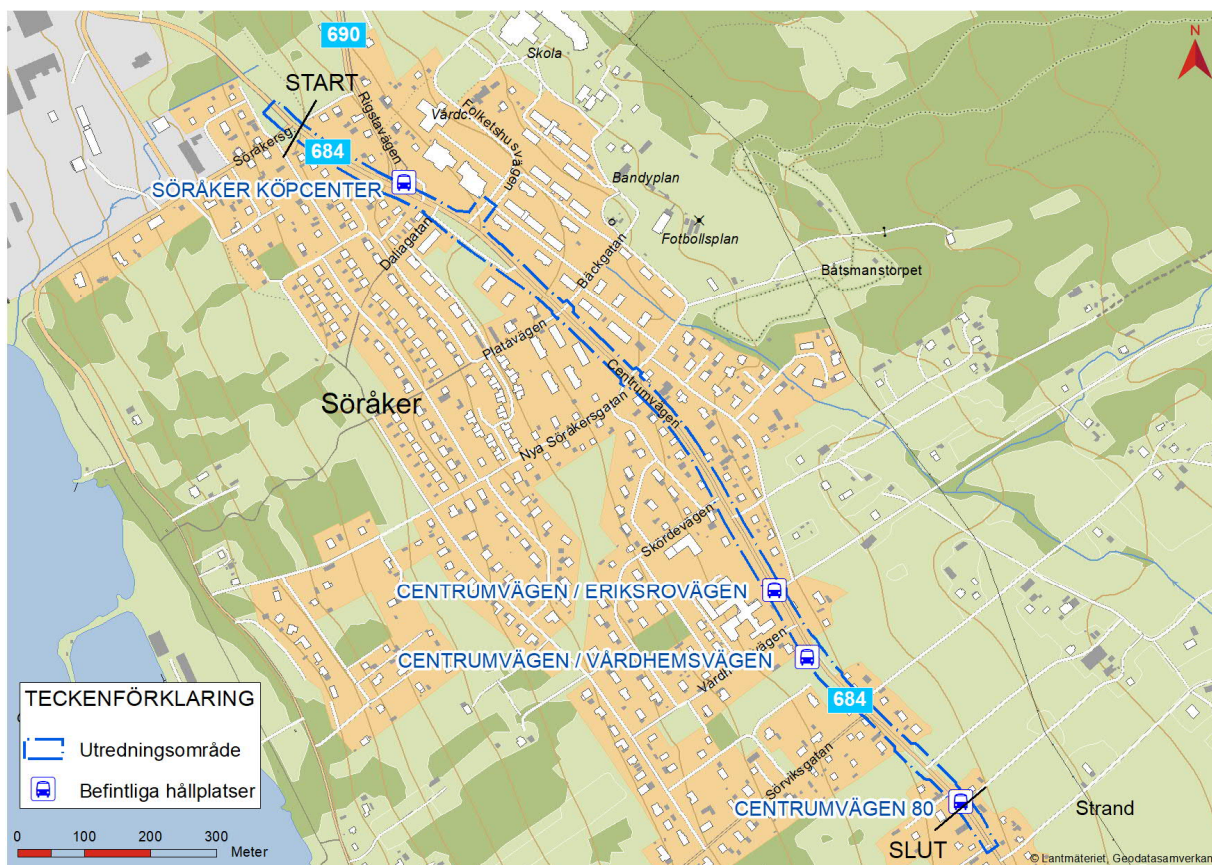 690
N
Skola
START
Rigstavägen
Vårdc.
Folketshusvägen
Söråkersg.
684
SÖRÅKER KÖPCENTER
Bandyplan
Fotbollsplan
Daliagatan
Bäckgatan
Båtsmanstorpet
Platåvägen
Centrumvägen
Söråker
Nya Söråkersgatan
Skördevägen
CENTRUMVÄGEN / ERIKSROVÄGEN
CENTRUMVÄGEN / VÅRDHEMSVÄGEN
684
TECKENFÖRKLARING
Utredningsområde
Befintliga hållplatser
Sörviksgatan
CENTRUMVÄGEN 80
Strand
SLUT
0 100 200 300
Meter
© Lantmäteriet, Geodatasamverkan